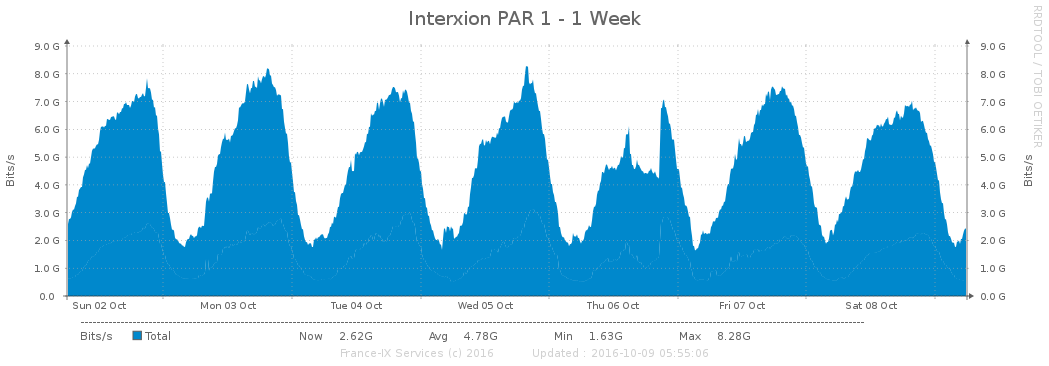 Interxion PAR 1 - 1 Week
RRDTOOL / TOBI OETIKER
9.0 G 9.0 G
8.0 G 8.0 G
7.0 G 7.0 G
6.0 G 6.0 G
5.0 G 5.0 G
4.0 G 4.0 G
3.0 G 3.0 G
2.0 G 2.0 G
1.0 G 1.0 G
0.0 0.0 G
Bits/s
Bits/s
Sun 02 Oct Mon 03 Oct Tue 04 Oct Wed 05 Oct Thu 06 Oct Fri 07 Oct Sat 08 Oct
Bits/s Total Now 2.62G Avg 4.78G Min 1.63G Max 8.28G
France-IX Services (c) 2016 Updated : 2016-10-09 05:55:06